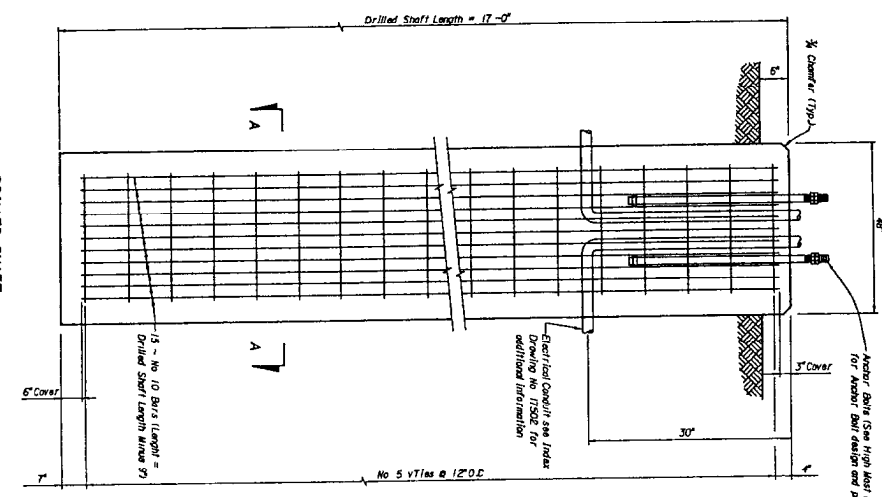 Drilled Shaft Length = 17'-0"
6"
¾ Chamfer (Typ.)
48"
A
A
15 ~ No 10 Bars (Lenght =
Drilled Shaft Length Minus 9")
Electrical Conduit see Index
Drawing No 17502 for
additional information
Anchor Bolts (See High Mast
for Anchor Bolt design and
3" Cover
6" Cover
30"
7"
No 5 vTies @ 12" O.C
4"